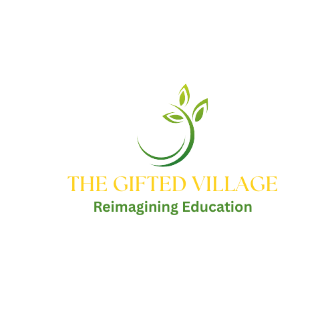 THE GIFTED VILLAGE
Reimagining Education